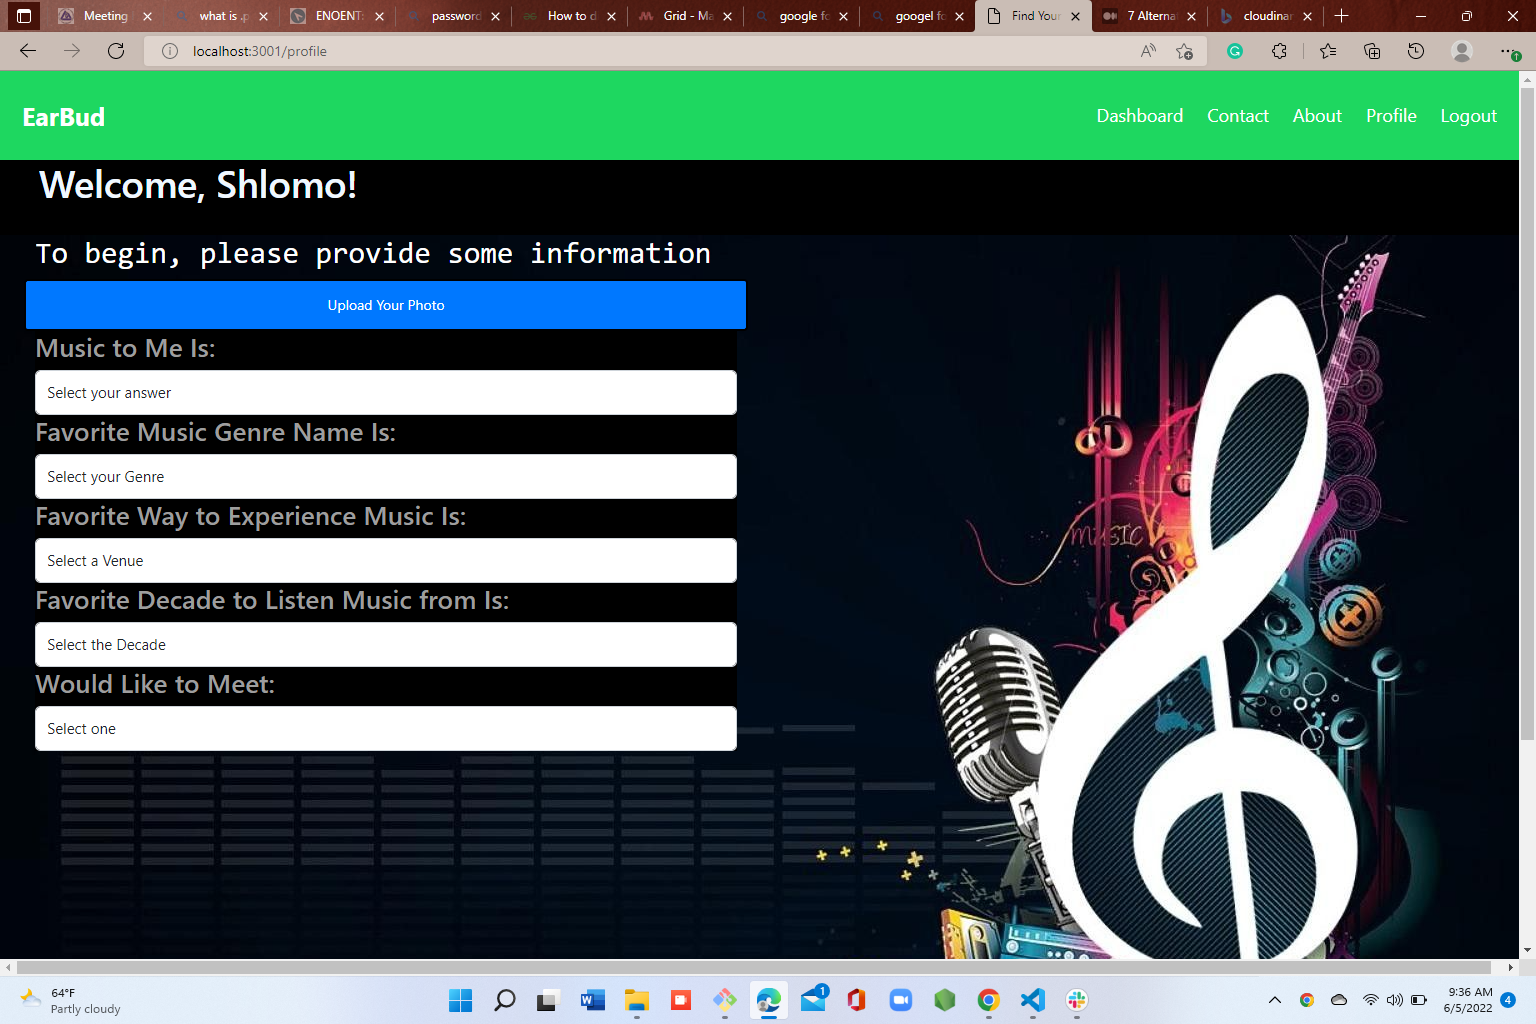 Meeting
what is .p
ENOENT:
password
How to d
Grid - Ma
google fo
googel fo
Find Your
7 Alterna
cloudinar
localhost:3001/profile
EarBud
Dashboard Contact About Profile Logout
Welcome, Shlomo!
To begin, please provide some information
Upload Your Photo
Music to Me Is:
Select your answer
Favorite Music Genre Name Is:
Select your Genre
Favorite Way to Experience Music Is:
Select a Venue
Favorite Decade to Listen Music from Is:
Select the Decade
Would Like to Meet:
Select one
MUSIC
64°F
Partly cloudy
1
9:36 AM
6/5/2022
4